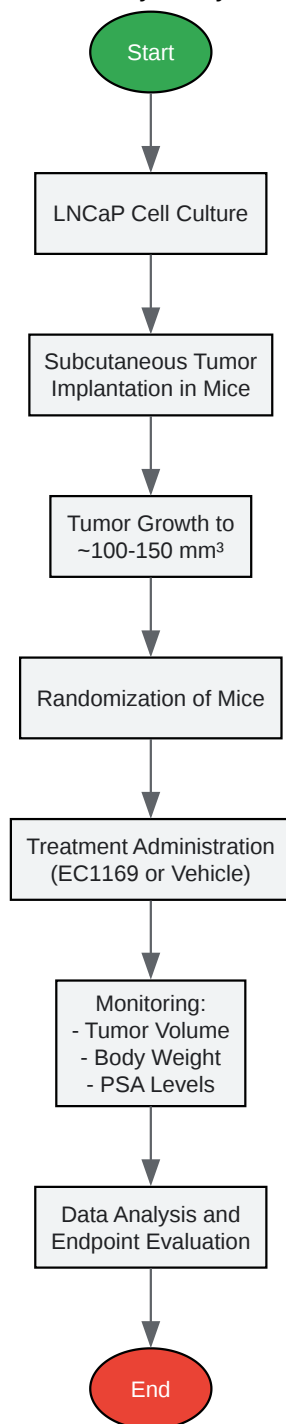 Start
LNCaP Cell Culture
Subcutaneous Tumor
Implantation in Mice
Tumor Growth to
~100-150 mm³
Randomization of Mice
Treatment Administration
(EC1169 or Vehicle)
Monitoring:
- Tumor Volume
- Body Weight
- PSA Levels
Data Analysis and
Endpoint Evaluation
End